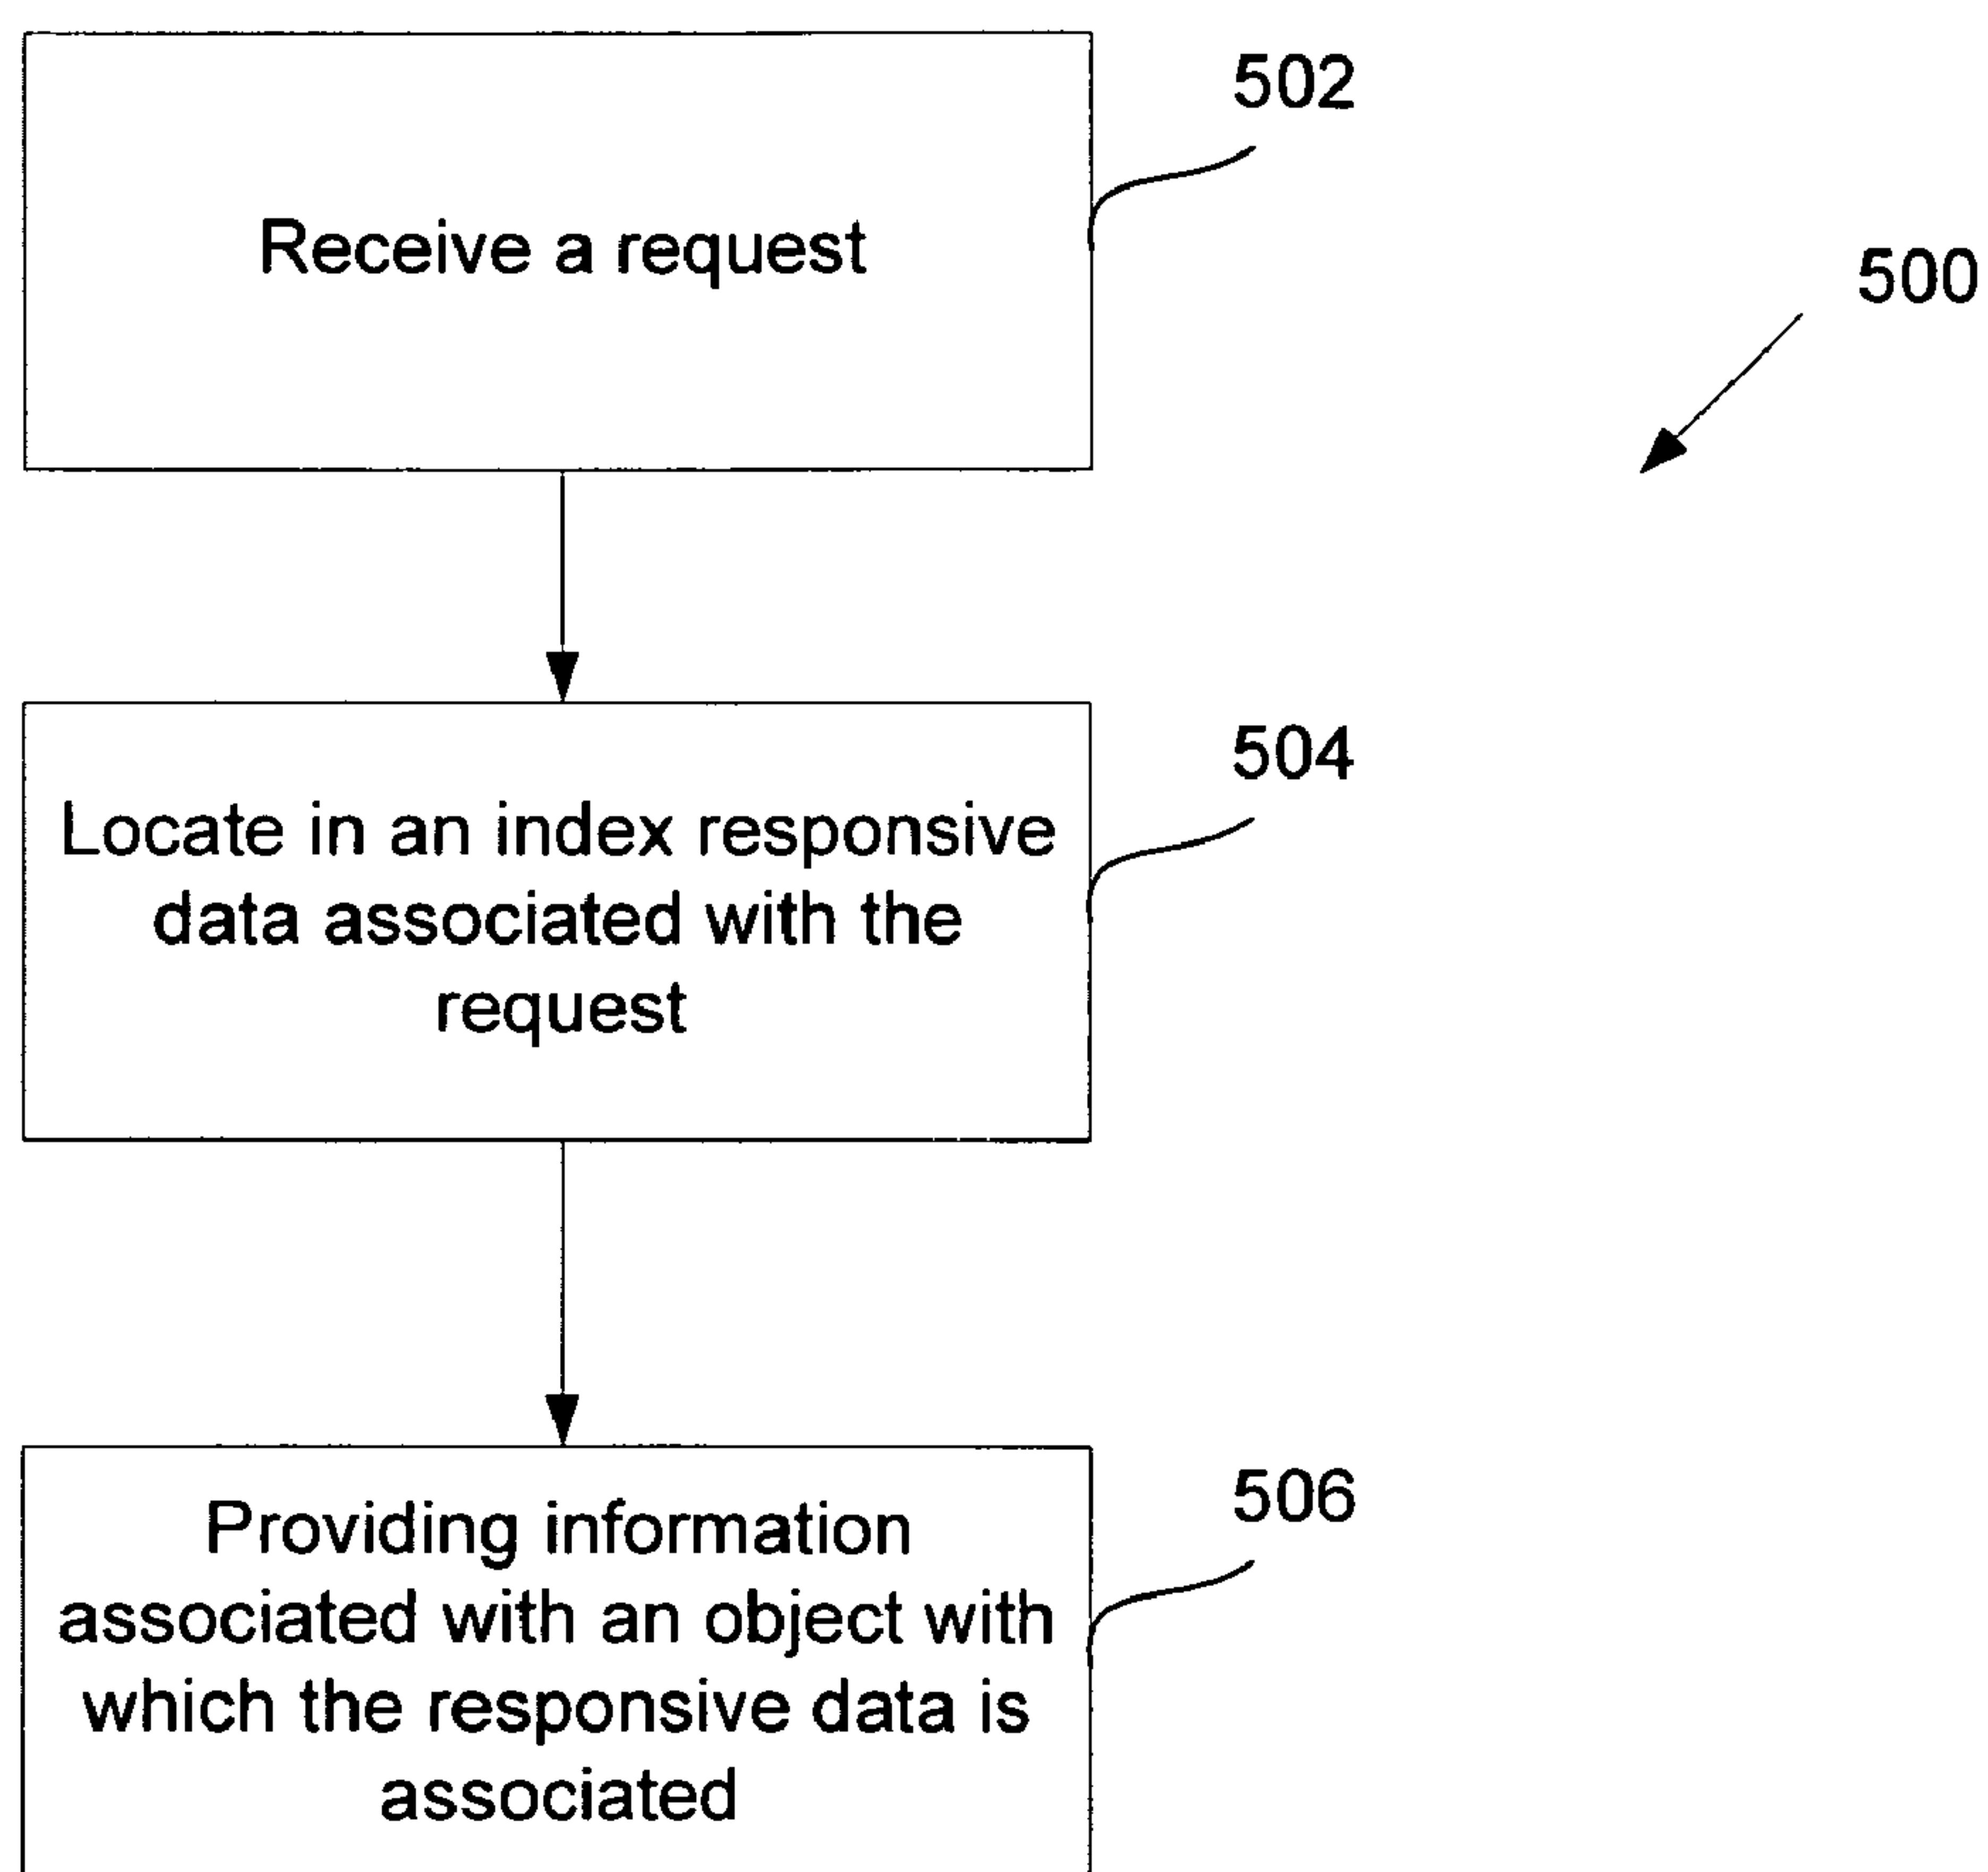 502
Receive a request
500
504
Locate in an index responsive
data associated with the
request
506
Providing information
associated with an object with
which the responsive data is
associated